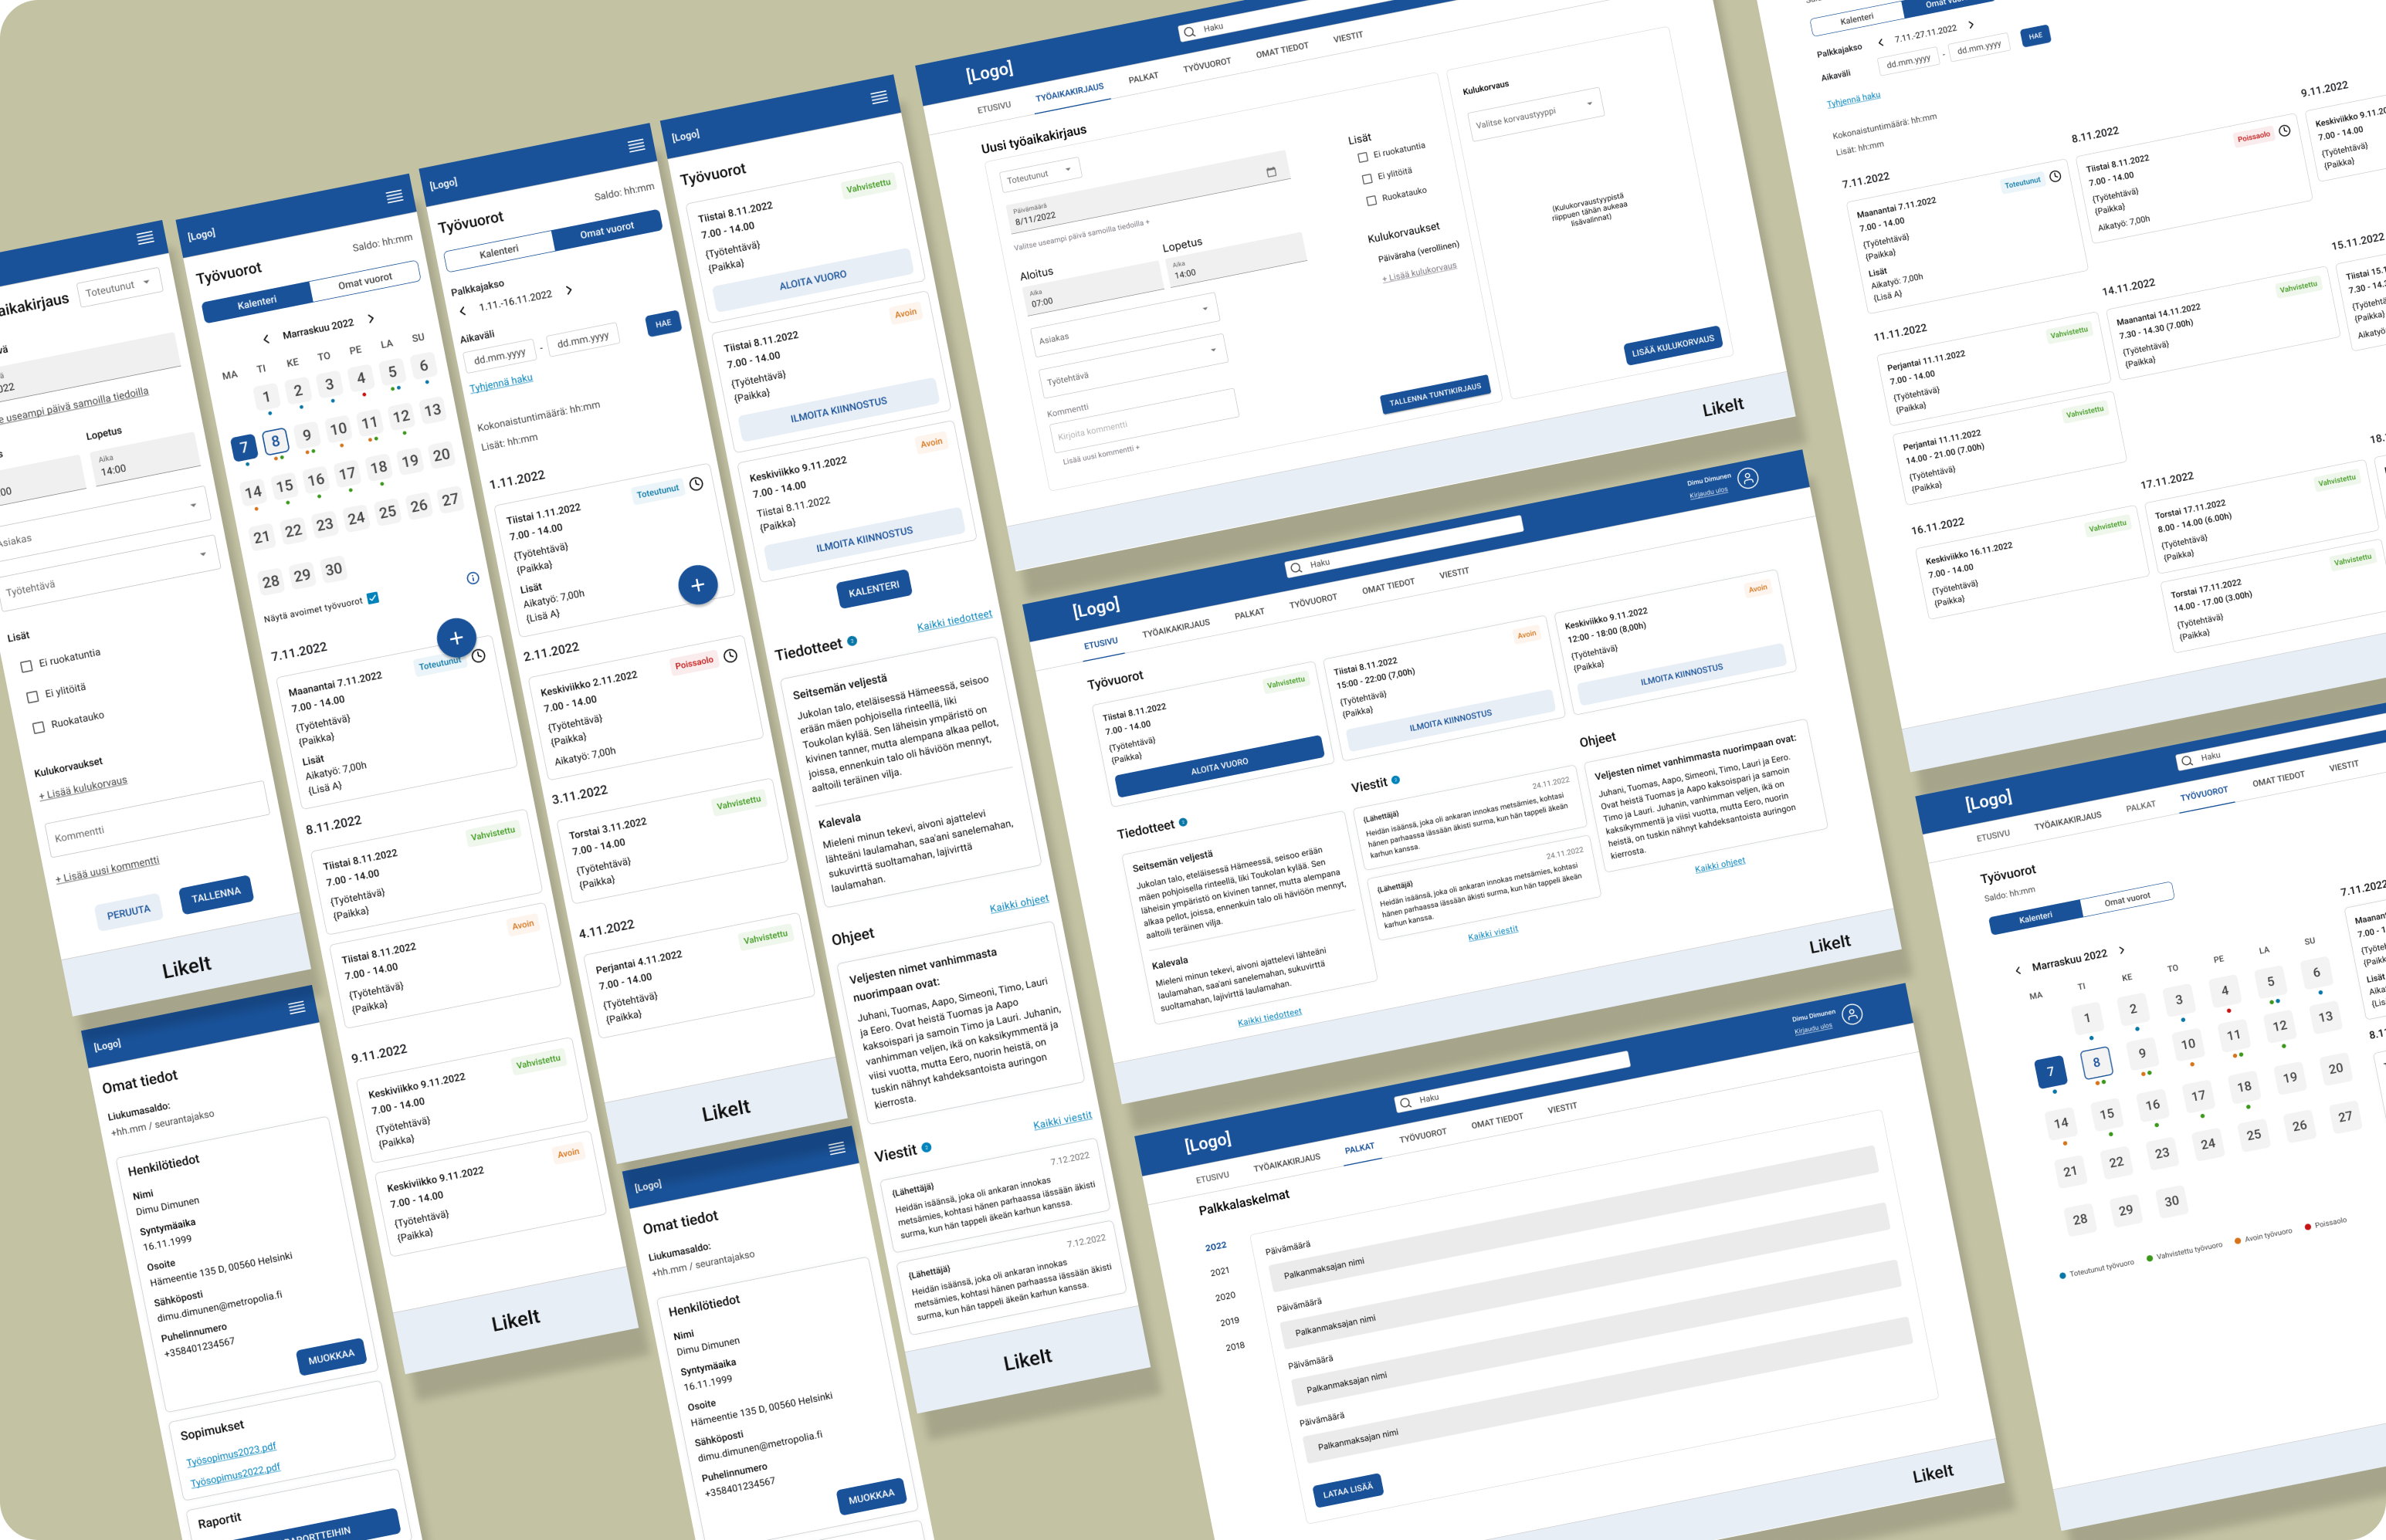 aikakirjaus
Toteutunut
022
useampi päivä samoilla tiedoilla
Lopetus
Aika
14:00
Asiakas
Työtehtävä
Lisät
Ei ruokatuntia
Ei ylitöitä
Ruokatauko
Kulukorvaukset
+ Lisää kulukorvaus
Kommentti
+ Lisää uusi kommentti
PERUUTA
TALLENNA
LikeIt
[Logo]
Omat tiedot
Liukumasaldo:
+hh.mm / seurantajakso
Henkilötiedot
Nimi
Dimu Dimunen
Syntymäaika
16.11.1999
Osoite
Hämeentie 135 D, 00560 Helsinki
Sähköposti
dimu.dimunen@metropolia.fi
Puhelinnumero
+358401234567
MUOKKAA
Sopimukset
Työsopimus2023.pdf
Työsopimus2022.pdf
Raportit
[Logo]
Työvuorot
Saldo: hh:mm
Kalenteri
Omat vuorot
Marraskuu 2022
MA TI KE TO PE LA SU
1 2 3 4 5 6
7 8 9 10 11 12 13
14 15 16 17 18 19 20
21 22 23 24 25 26 27
28 29 30
Näytä avoimet työvuorot
7.11.2022
Maanantai 7.11.2022
Toteutunut
7.00 - 14.00
{Työtehtävä}
{Paikka}
Lisät
Aikatyö: 7,00h
{Lisä A}
8.11.2022
Tiistai 8.11.2022
Vahvistettu
7.00 - 14.00
{Työtehtävä}
{Paikka}
Tiistai 8.11.2022
Avoin
7.00 - 14.00
{Työtehtävä}
{Paikka}
9.11.2022
Keskiviikko 9.11.2022
Vahvistettu
7.00 - 14.00
{Työtehtävä}
{Paikka}
Keskiviikko 9.11.2022
Avoin
7.00 - 14.00
{Työtehtävä}
{Paikka}
LikeIt
[Logo]
Työvuorot
Saldo: hh:mm
Kalenteri
Omat vuorot
Palkkajakso
1.11.-16.11.2022
Aikaväli
dd.mm.yyyy - dd.mm.yyyy
HAE
Tyhjennä haku
Kokonaistuntimäärä: hh:mm
Lisät: hh:mm
1.11.2022
Tiistai 1.11.2022
Toteutunut
7.00 - 14.00
{Työtehtävä}
{Paikka}
Lisät
Aikatyö: 7,00h
{Lisä A}
2.11.2022
Keskiviikko 2.11.2022
Poissaolo
7.00 - 14.00
{Työtehtävä}
{Paikka}
Aikatyö: 7,00h
3.11.2022
Torstai 3.11.2022
Vahvistettu
7.00 - 14.00
{Työtehtävä}
{Paikka}
4.11.2022
Perjantai 4.11.2022
Vahvistettu
7.00 - 14.00
{Työtehtävä}
{Paikka}
LikeIt
[Logo]
Omat tiedot
Liukumasaldo:
+hh.mm / seurantajakso
Henkilötiedot
Nimi
Dimu Dimunen
Syntymäaika
16.11.1999
Osoite
Hämeentie 135 D, 00560 Helsinki
Sähköposti
dimu.dimunen@metropolia.fi
Puhelinnumero
+358401234567
MUOKKAA
[Logo]
Työvuorot
Tiistai 8.11.2022
Vahvistettu
7.00 - 14.00
{Työtehtävä}
{Paikka}
ALOITA VUORO
Tiistai 8.11.2022
Avoin
7.00 - 14.00
{Työtehtävä}
{Paikka}
ILMOITA KIINNOSTUS
Keskiviikko 9.11.2022
Avoin
7.00 - 14.00
Tiistai 8.11.2022
{Paikka}
ILMOITA KIINNOSTUS
KALENTERI
Tiedotteet
Kaikki tiedotteet
Seitsemän veljestä
Jukolan talo, eteläisessä Hämeessä, seisoo
erään mäen pohjoisella rinteellä, liki
Toukolan kylää. Sen läheisin ympäristö on
kivinen tanner, mutta alempana alkaa pellot,
joissa, ennenkuin talo oli häviöön mennyt,
aaltoili teräinen vilja.
Kalevala
Mieleni minun tekevi, aivoni ajattelevi
lähteäni laulamahan, saa'ani sanelemahan,
sukuvirttä suoltamahan, lajivirttä
laulamahan.
Kaikki ohjeet
Ohjeet
Veljesten nimet vanhimmasta
nuorimpaan ovat:
Juhani, Tuomas, Aapo, Simeoni, Timo, Lauri
ja Eero. Ovat heistä Tuomas ja Aapo
kaksoispari ja samoin Timo ja Lauri. Juhanin,
vanhimman veljen, ikä on kaksikymmentä ja
viisi vuotta, mutta Eero, nuorin heistä, on
tuskin nähnyt kahdeksantoista auringon
kierrosta.
Viestit
Kaikki viestit
7.12.2022
{Lähettäjä}
Heidän isäänsä, joka oli ankaran innokas
metsämies, kohtasi hänen parhaassa iässään äkisti
surma, kun hän tappeli äkeän karhun kanssa.
7.12.2022
{Lähettäjä}
Heidän isäänsä, joka oli ankaran innokas
metsämies, kohtasi hänen parhaassa iässään äkisti
surma, kun hän tappeli äkeän karhun kanssa.
LikeIt
[Logo]
Haku
ETUSIVU TYÖAIKAKIRJAUS PALKAT TYÖVUOROT OMAT TIEDOT VIESTIT
Uusi työaikakirjaus
Toteutunut
Päivämäärä
8/11/2022
Valitse useampi päivä samoilla tiedoilla +
Aloitus
Aika
07:00
Lopetus
Aika
14:00
Asiakas
Työtehtävä
Kommentti
Kirjoita kommentti
Lisää uusi kommentti +
Lisät
Ei ruokatuntia
Ei ylitöitä
Ruokatauko
Kulukorvaukset
Päiväraha (verollinen)
+ Lisää kulukorvaus
TALLENNA TUNTIKIRJAUS
Kulukorvaus
Valitse korvaustyyppi
(Kulukorvaustyypistä
riippuen tähän aukeaa
lisävalinnat)
LISÄÄ KULUKORVAUS
LikeIt
[Logo]
Haku
Dimu Dimunen
Kirjaudu ulos
ETUSIVU TYÖAIKAKIRJAUS PALKAT TYÖVUOROT OMAT TIEDOT VIESTIT
Työvuorot
Tiistai 8.11.2022
Vahvistettu
7.00 - 14.00
{Työtehtävä}
{Paikka}
ALOITA VUORO
Tiistai 8.11.2022
Avoin
15:00 - 22:00 (7,00h)
{Työtehtävä}
{Paikka}
ILMOITA KIINNOSTUS
Keskiviikko 9.11.2022
Avoin
12:00 - 18:00 (8,00h)
{Työtehtävä}
{Paikka}
ILMOITA KIINNOSTUS
Tiedotteet
Seitsemän veljestä
Jukolan talo, eteläisessä Hämeessä, seisoo erään
mäen pohjoisella rinteellä, liki Toukolan kylää. Sen
läheisin ympäristö on kivinen tanner, mutta alempana
alkaa pellot, joissa, ennenkuin talo oli häviöön mennyt,
aaltoili teräinen vilja.
Kalevala
Mieleni minun tekevi, aivoni ajattelevi lähteäni
laulamahan, saa'ani sanelemahan, sukuvirttä
suoltamahan, lajivirttä laulamahan.
Kaikki tiedotteet
Viestit
24.11.2022
{Lähettäjä}
Heidän isäänsä, joka oli ankaran innokas metsämies, kohtasi
hänen parhaassa iässään äkisti surma, kun hän tappeli äkeän
karhun kanssa.
24.11.2022
{Lähettäjä}
Heidän isäänsä, joka oli ankaran innokas metsämies, kohtasi
hänen parhaassa iässään äkisti surma, kun hän tappeli äkeän
karhun kanssa.
Kaikki viestit
Ohjeet
Veljesten nimet vanhimmasta nuorimpaan ovat:
Juhani, Tuomas, Aapo, Simeoni, Timo, Lauri ja Eero.
Ovat heistä Tuomas ja Aapo kaksoispari ja samoin
Timo ja Lauri. Juhanin, vanhimman veljen, ikä on
kaksikymmentä ja viisi vuotta, mutta Eero, nuorin
heistä, on tuskin nähnyt kahdeksantoista auringon
kierrosta.
Kaikki ohjeet
LikeIt
[Logo]
Haku
Dimu Dimunen
Kirjaudu ulos
ETUSIVU TYÖAIKAKIRJAUS PALKAT TYÖVUOROT OMAT TIEDOT VIESTIT
Palkkalaskelmat
2022
2021
2020
2019
2018
Päivämäärä
Palkanmaksajan nimi
Päivämäärä
Palkanmaksajan nimi
Päivämäärä
Palkanmaksajan nimi
Päivämäärä
Palkanmaksajan nimi
LATAA LISÄÄ
LikeIt
Kalenteri
Palkkajakso
7.11.-27.11.2022
Aikaväli
dd.mm.yyyy - dd.mm.yyyy
HAE
Tyhjennä haku
Kokonaistuntimäärä: hh:mm
Lisät: hh:mm
7.11.2022
Maanantai 7.11.2022
Toteutunut
7.00 - 14.00
{Työtehtävä}
{Paikka}
Lisät
Aikatyö: 7,00h
{Lisä A}
8.11.2022
Tiistai 8.11.2022
Poissaolo
7.00 - 14.00
{Työtehtävä}
{Paikka}
Aikatyö: 7,00h
9.11.2022
Keskiviikko
7.00 - 14.00
{Työtehtävä}
{Paikka}
11.11.2022
Perjantai 11.11.2022
Vahvistettu
7.00 - 14.00
{Työtehtävä}
{Paikka}
Perjantai 11.11.2022
Vahvistettu
14.00 - 21.00 (7.00h)
{Työtehtävä}
{Paikka}
14.11.2022
Maanantai 14.11.2022
Vahvistettu
7.30 - 14.30 (7.00h)
{Työtehtävä}
{Paikka}
15.11.2022
Tiistai
16.11.2022
Keskiviikko 16.11.2022
Vahvistettu
7.00 - 14.00
{Työtehtävä}
{Paikka}
17.11.2022
Torstai 17.11.2022
Vahvistettu
8.00 - 14.00 (6.00h)
{Työtehtävä}
{Paikka}
Torstai 17.11.2022
Vahvistettu
14.00 - 17.00 (3.00h)
{Työtehtävä}
{Paikka}
[Logo]
Haku
ETUSIVU TYÖAIKAKIRJAUS PALKAT TYÖVUOROT OMAT TIEDOT VIESTIT
Työvuorot
Saldo: hh:mm
Kalenteri
Omat vuorot
Marraskuu 2022
MA TI KE TO PE LA SU
1 2 3 4 5 6
7 8 9 10 11 12 13
14 15 16 17 18 19 20
21 22 23 24 25 26 27
28 29 30
Toteutunut työvuoro
Vahvistettu työvuoro
Avoin työvuoro
Poissaolo
7.11.2022